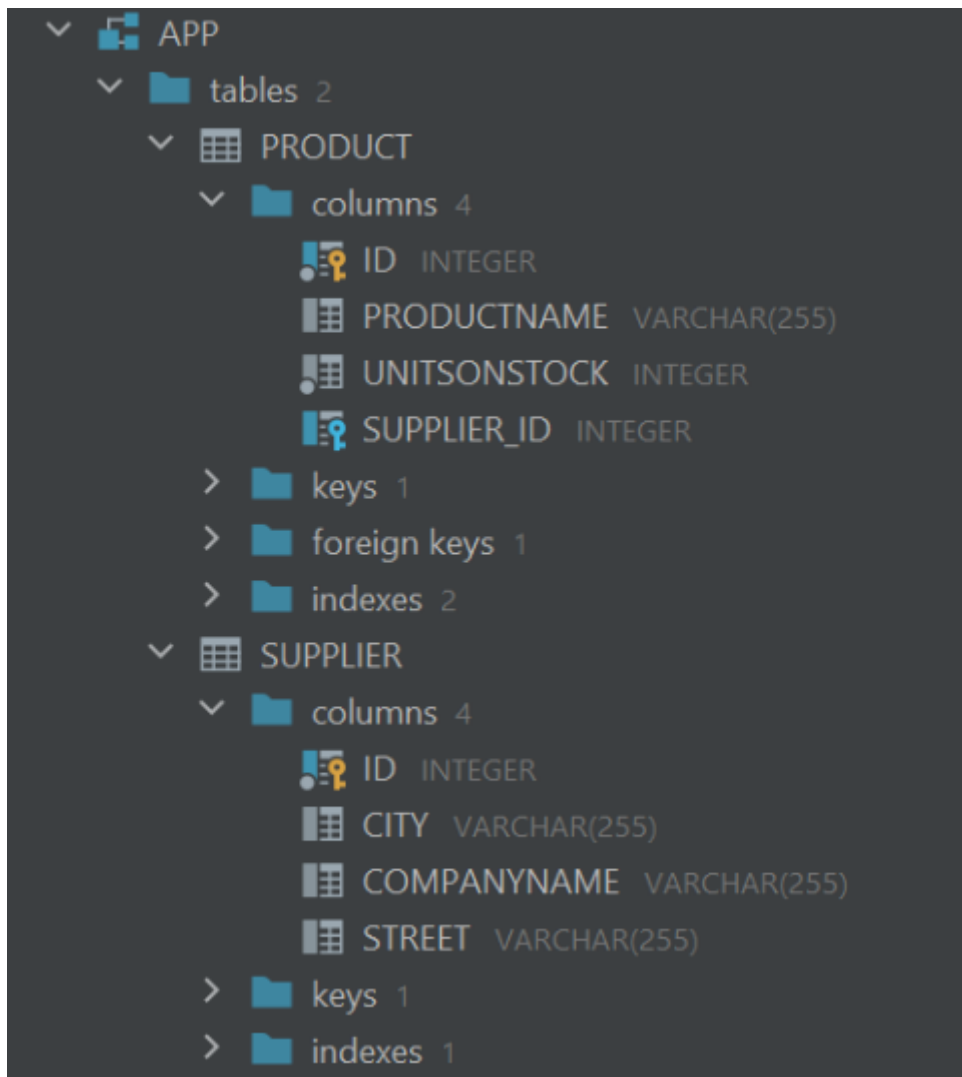 APP
tables 2
PRODUCT
columns 4
ID INTEGER
PRODUCTNAME VARCHAR(255)
UNITSONSTOCK INTEGER
SUPPLIER_ID INTEGER
keys 1
foreign keys 1
indexes 2
SUPPLIER
columns 4
ID INTEGER
CITY VARCHAR(255)
COMPANYNAME VARCHAR(255)
STREET VARCHAR(255)
keys 1
indexes 1